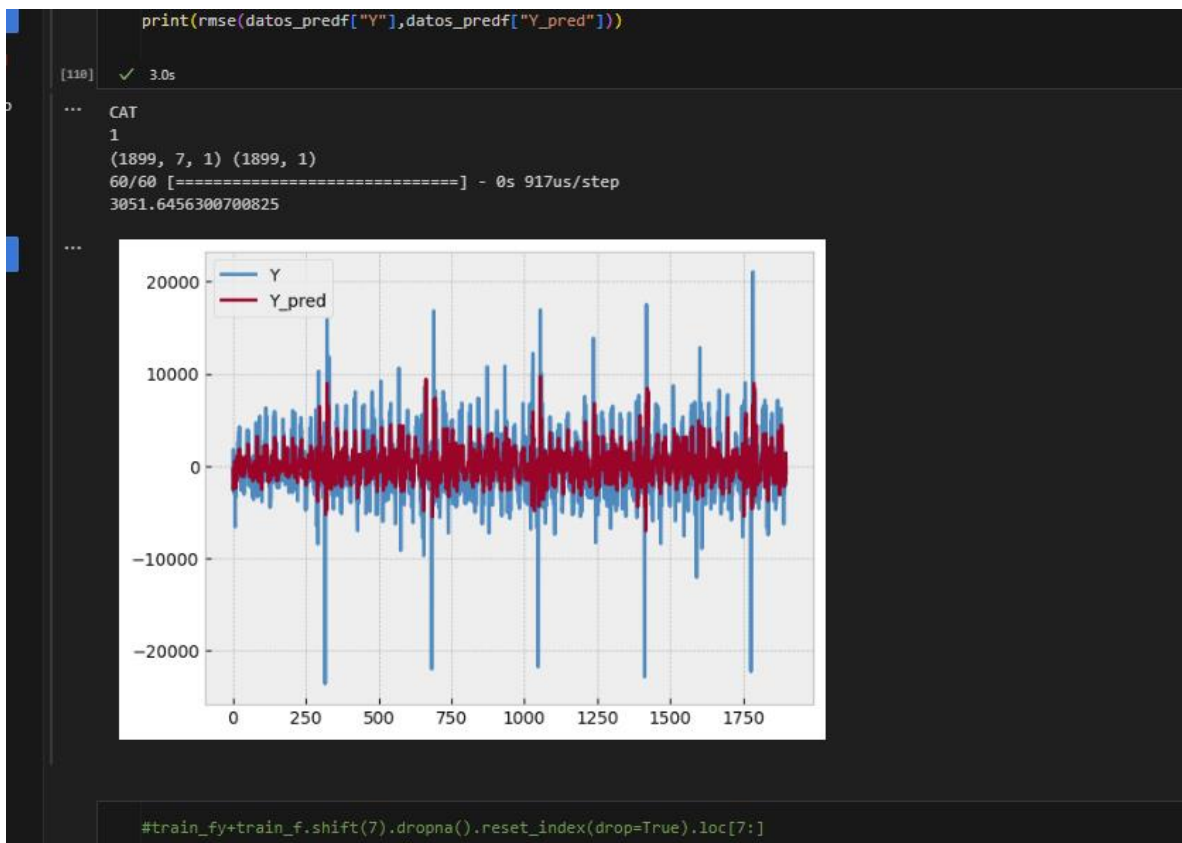 print(rmse(datos_predf["Y"],datos_predf["Y_pred"]))
[110] ✓ 3.0s
... CAT
1
(1899, 7, 1) (1899, 1)
60/60 [==============================] - 0s 917us/step
3051.6456300700825
...
Y
Y_pred
20000
10000
0
−10000
−20000
0 250 500 750 1000 1250 1500 1750
#train_fy+train_f.shift(7).dropna().reset_index(drop=True).loc[7:]